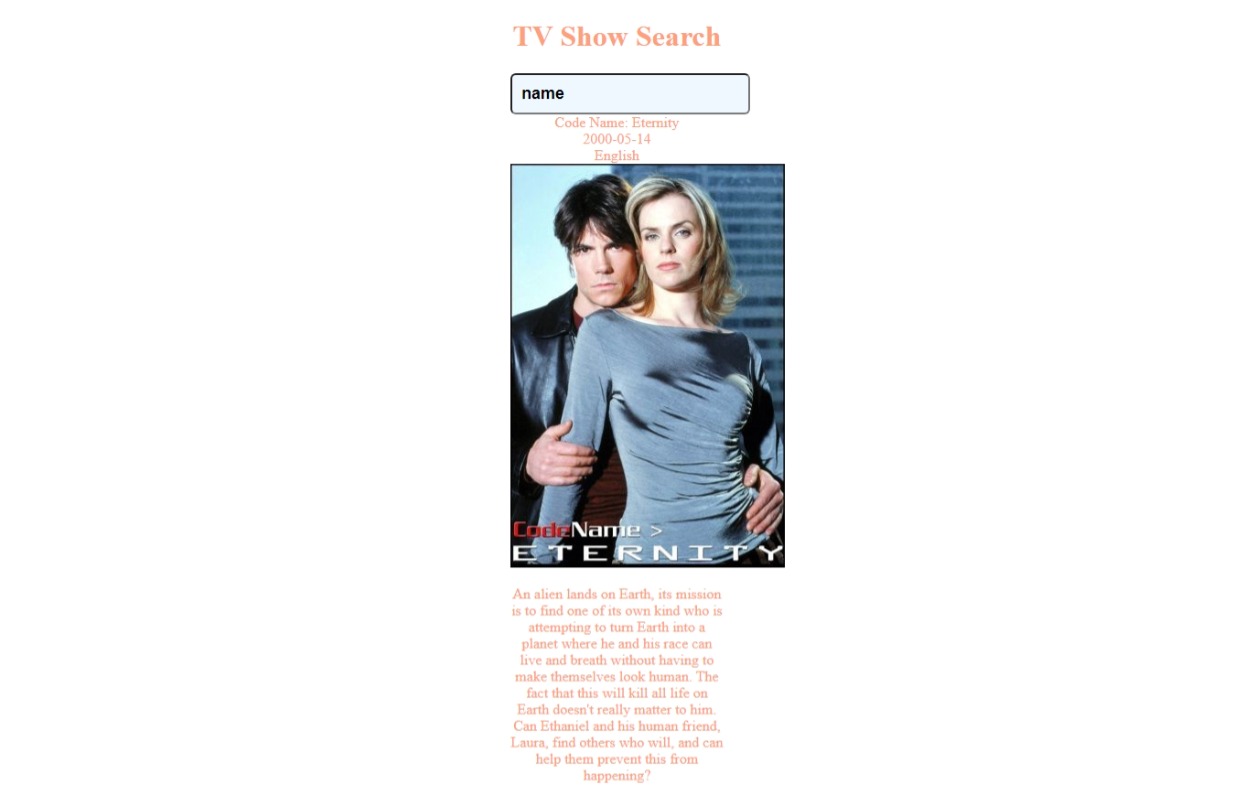 TV Show Search
name
Code Name: Eternity
2000-05-14
English
CodeName >
ETERNITY
An alien lands on Earth, its mission
is to find one of its own kind who is
attempting to turn Earth into a
planet where he and his race can
live and breath without having to
make themselves look human. The
fact that this will kill all life on
Earth doesn't really matter to him.
Can Ethaniel and his human friend,
Laura, find others who will, and can
help them prevent this from
happening?